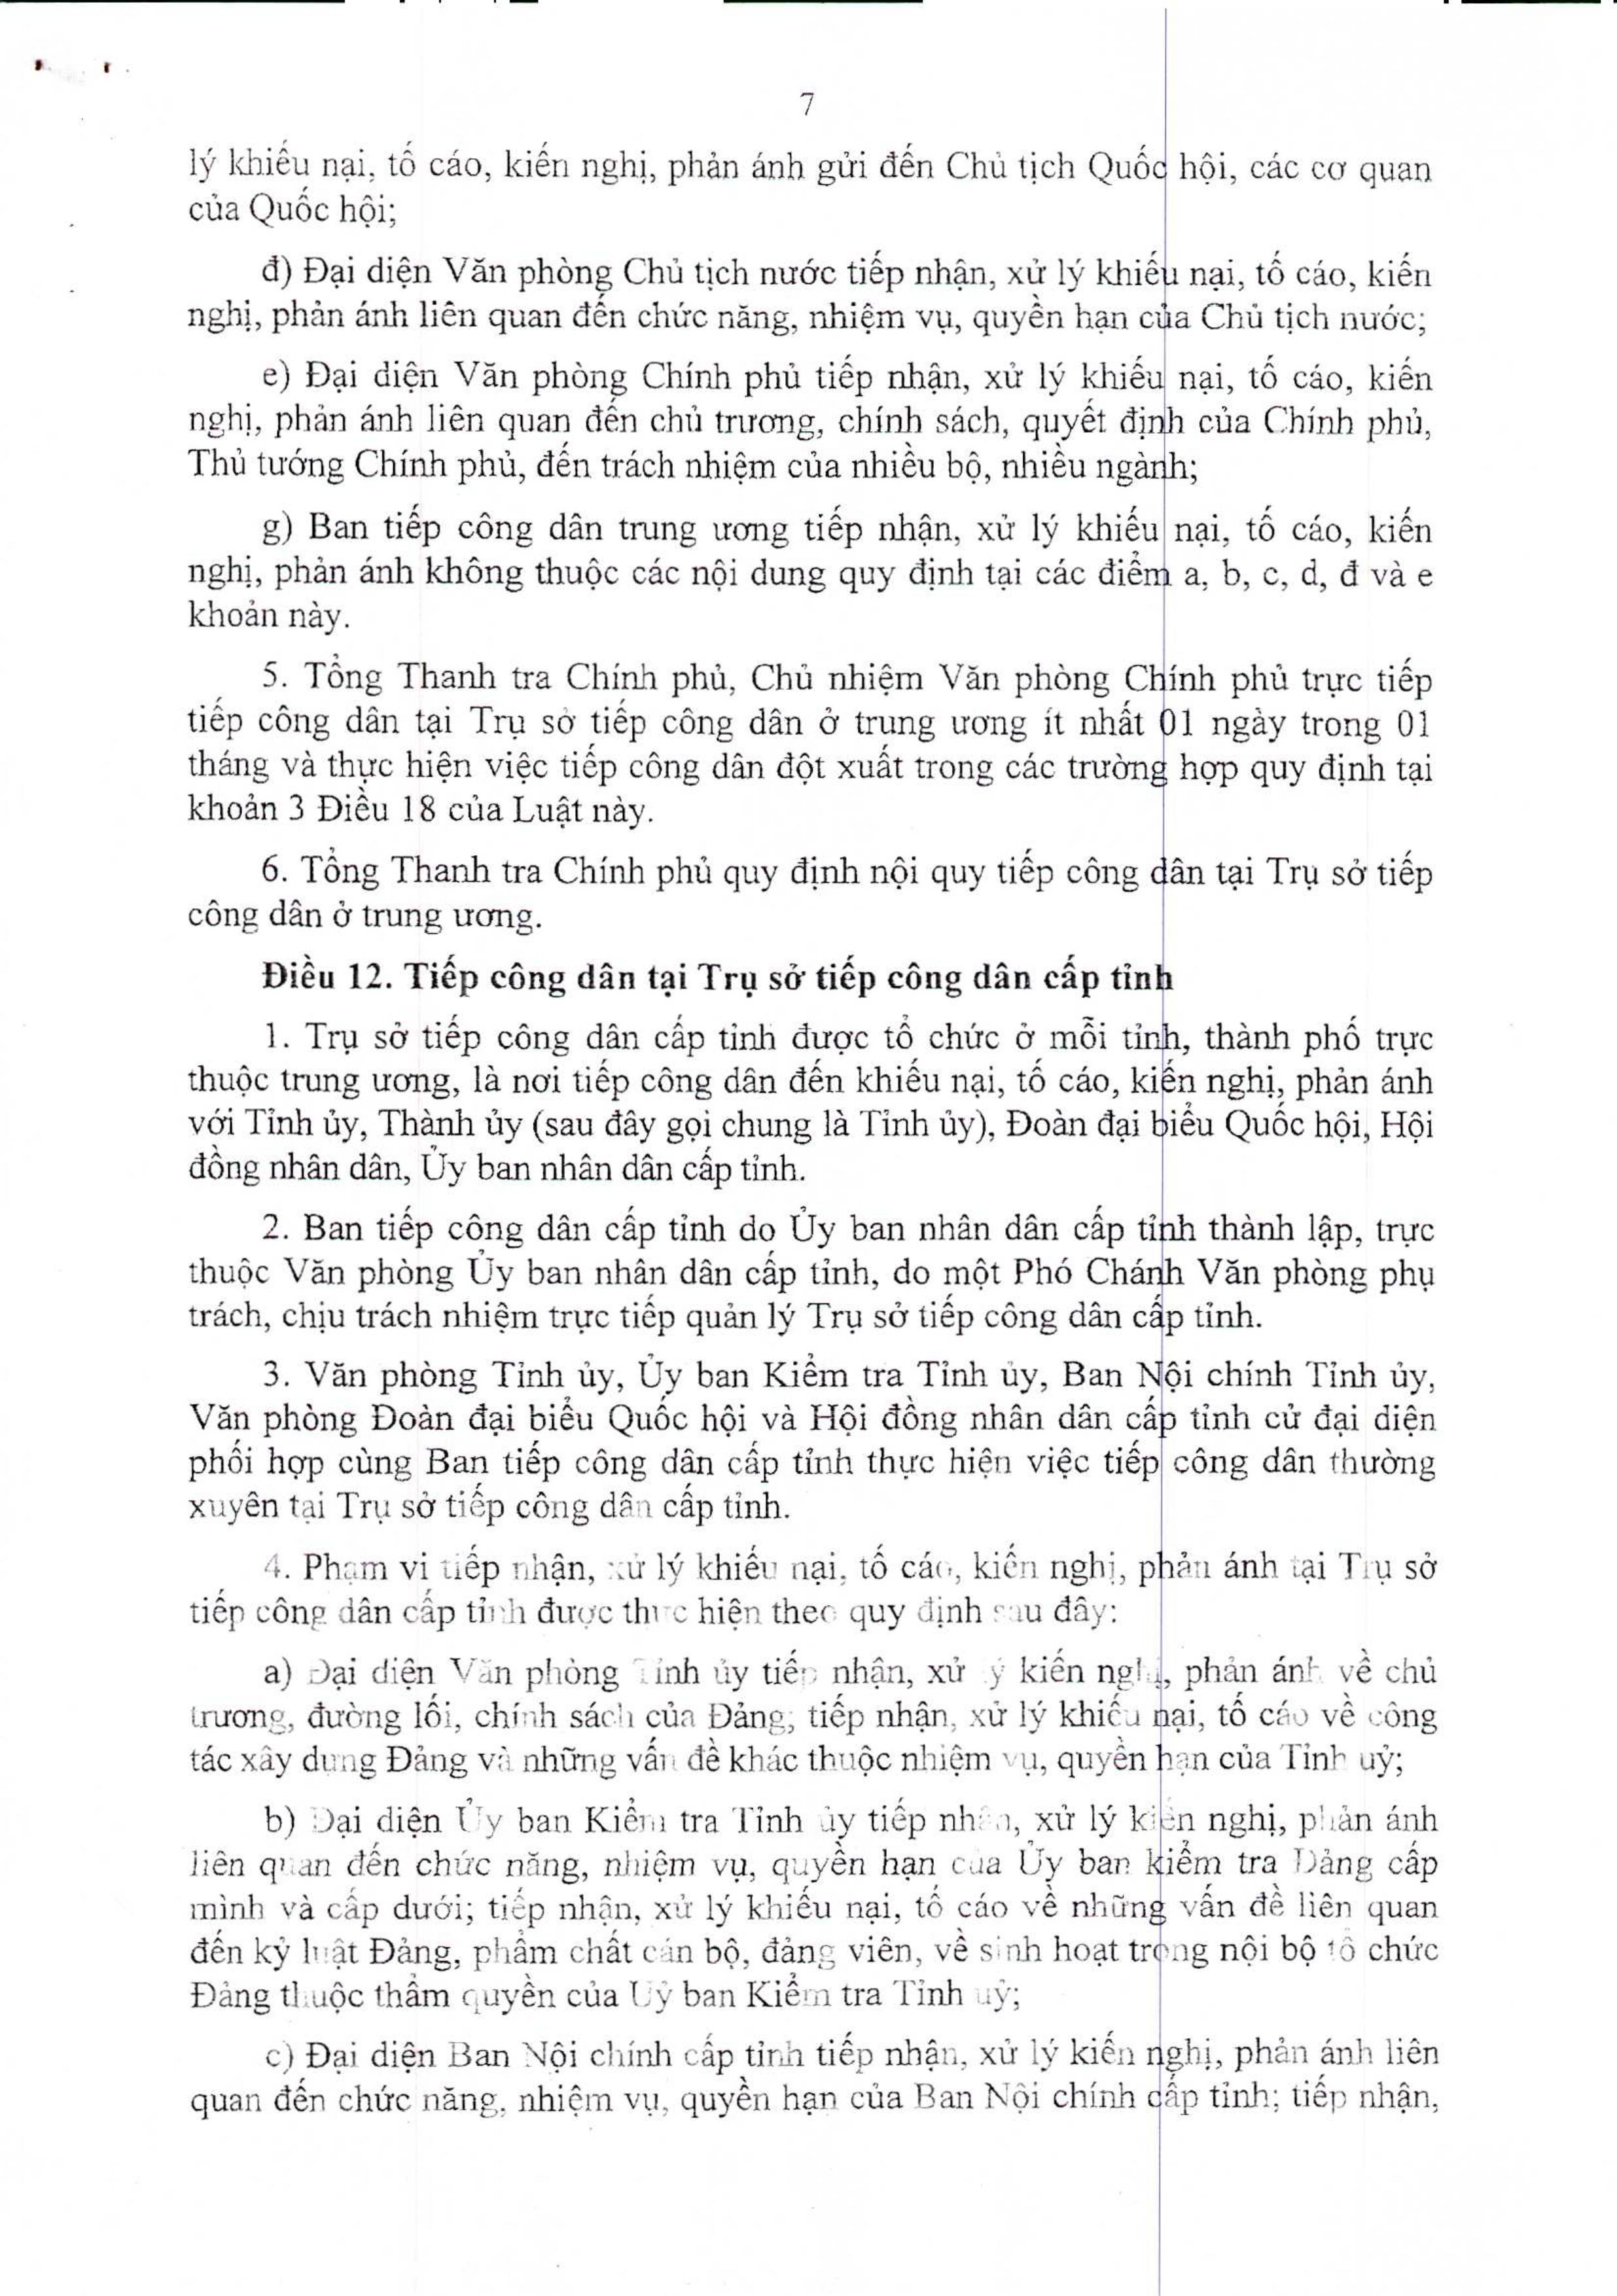 7
lý khiếu nại, tố cáo, kiến nghị, phản ánh gửi đến Chủ tịch Quốc hội, các cơ quan
của Quốc hội;
đ) Đại diện Văn phòng Chủ tịch nước tiếp nhận, xử lý khiếu nại, tố cáo, kiến
nghị, phản ánh liên quan đến chức năng, nhiệm vụ, quyền hạn của Chủ tịch nước;
e) Đại diện Văn phòng Chính phủ tiếp nhận, xử lý khiếu nại, tố cáo, kiến
nghị, phản ánh liên quan đến chủ trương, chính sách, quyết định của Chính phủ,
Thủ tướng Chính phủ, đến trách nhiệm của nhiều bộ, nhiều ngành;
g) Ban tiếp công dân trung ương tiếp nhận, xử lý khiếu nại, tố cáo, kiến
nghị, phản ánh không thuộc các nội dung quy định tại các điểm a, b, c, d, đ và e
khoản này.
5. Tổng Thanh tra Chính phủ, Chủ nhiệm Văn phòng Chính phủ trực tiếp
tiếp công dân tại Trụ sở tiếp công dân ở trung ương ít nhất 01 ngày trong 01
tháng và thực hiện việc tiếp công dân đột xuất trong các trường hợp quy định tại
khoản 3 Điều 18 của Luật này.
6. Tổng Thanh tra Chính phủ quy định nội quy tiếp công dân tại Trụ sở tiếp
công dân ở trung ương.
Điều 12. Tiếp công dân tại Trụ sở tiếp công dân cấp tỉnh
1. Trụ sở tiếp công dân cấp tỉnh được tổ chức ở mỗi tỉnh, thành phố trực
thuộc trung ương, là nơi tiếp công dân đến khiếu nại, tố cáo, kiến nghị, phản ánh
với Tỉnh ủy, Thành ủy (sau đây gọi chung là Tỉnh ủy), Đoàn đại biểu Quốc hội, Hội
đồng nhân dân, Ủy ban nhân dân cấp tỉnh.
2. Ban tiếp công dân cấp tỉnh do Ủy ban nhân dân cấp tỉnh thành lập, trực
thuộc Văn phòng Ủy ban nhân dân cấp tỉnh, do một Phó Chánh Văn phòng phụ
trách, chịu trách nhiệm trực tiếp quản lý Trụ sở tiếp công dân cấp tỉnh.
3. Văn phòng Tỉnh ủy, Ủy ban Kiểm tra Tỉnh ủy, Ban Nội chính Tỉnh ủy,
Văn phòng Đoàn đại biểu Quốc hội và Hội đồng nhân dân cấp tỉnh cử đại diện
phối hợp cùng Ban tiếp công dân cấp tỉnh thực hiện việc tiếp công dân thường
xuyên tại Trụ sở tiếp công dân cấp tỉnh.
4. Phạm vi tiếp nhận, xử lý khiếu nại, tố cáo, kiến nghị, phản ánh tại Trụ sở
tiếp công dân cấp tỉnh được thực hiện theo quy định sau đây:
a) Đại diện Văn phòng Tỉnh ủy tiếp nhận, xử lý kiến nghị, phản ánh về chủ
trương, đường lối, chính sách của Đảng; tiếp nhận, xử lý khiếu nại, tố cáo về công
tác xây dựng Đảng và những vấn đề khác thuộc nhiệm vụ, quyền hạn của Tỉnh uỷ;
b) Đại diện Ủy ban Kiểm tra Tỉnh ủy tiếp nhận, xử lý kiến nghị, phản ánh
liên quan đến chức năng, nhiệm vụ, quyền hạn của Ủy ban kiểm tra Đảng cấp
mình và cấp dưới; tiếp nhận, xử lý khiếu nại, tố cáo về những vấn đề liên quan
đến kỷ luật Đảng, phẩm chất cán bộ, đảng viên, về sinh hoạt trong nội bộ tổ chức
Đảng thuộc thẩm quyền của Uỷ ban Kiểm tra Tỉnh uỷ;
c) Đại diện Ban Nội chính cấp tỉnh tiếp nhận, xử lý kiến nghị, phản ánh liên
quan đến chức năng, nhiệm vụ, quyền hạn của Ban Nội chính cấp tỉnh; tiếp nhận,